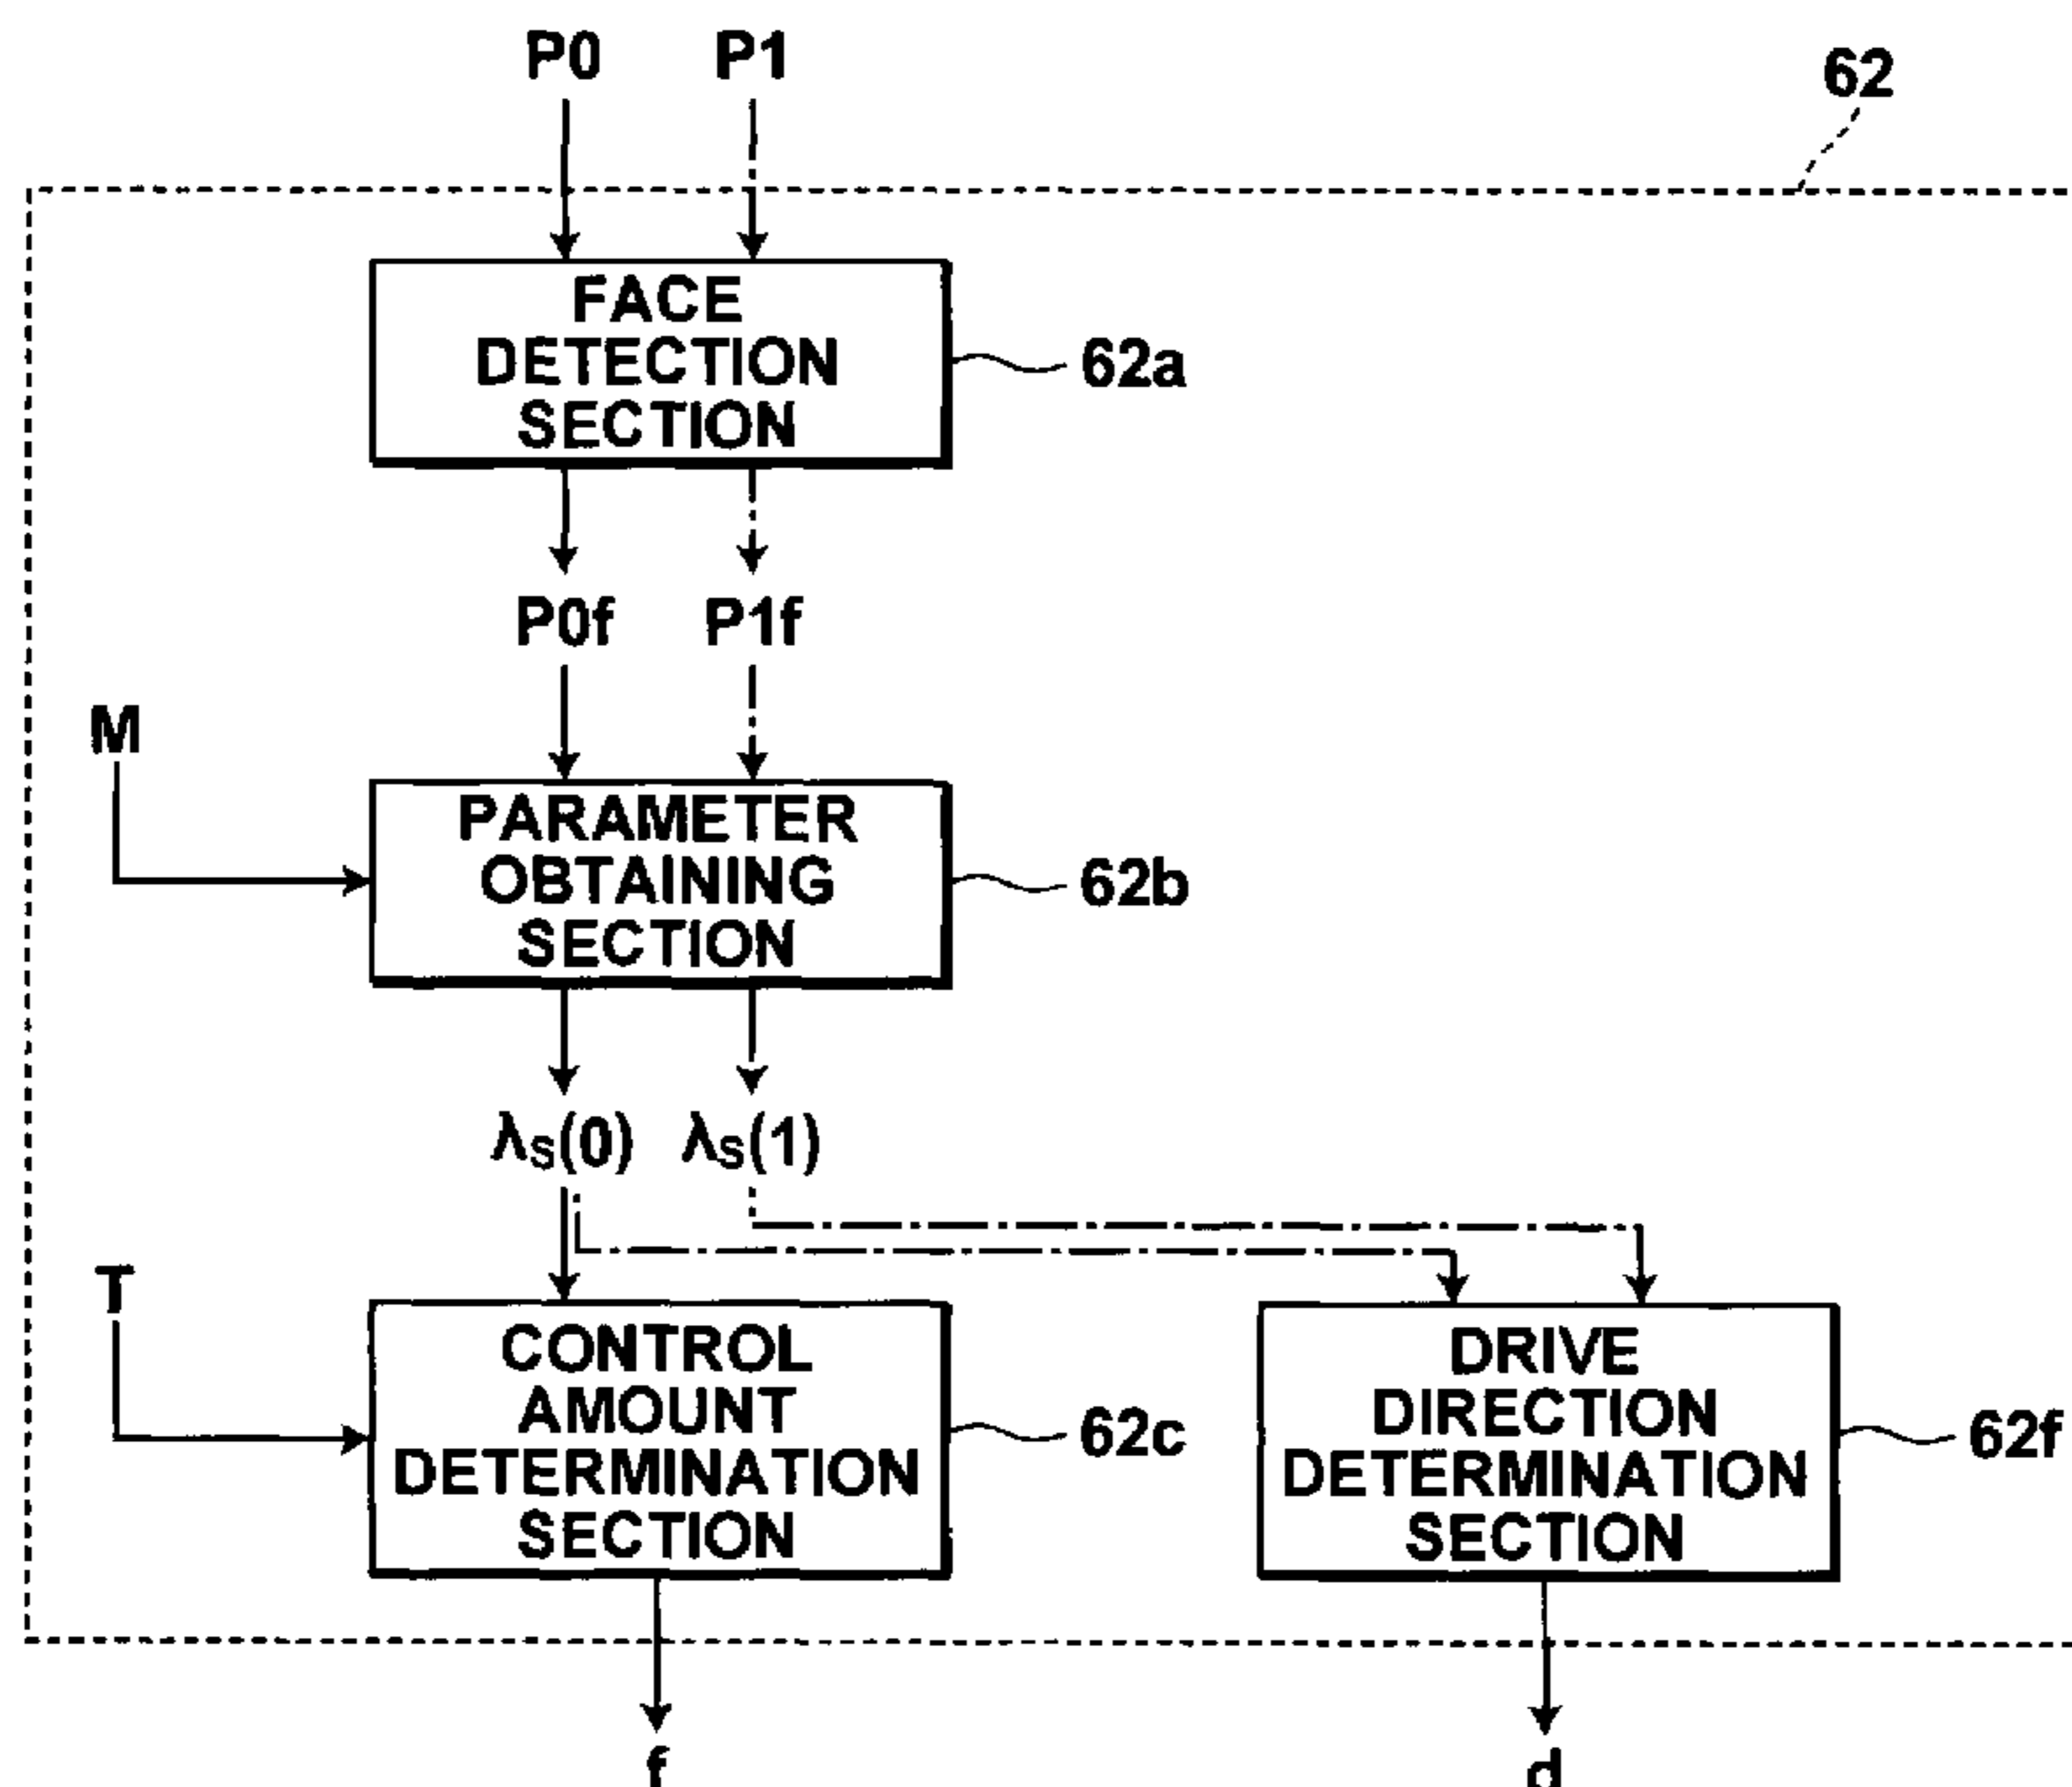 P0 P1
62
FACE
DETECTION
SECTION
62a
P0f P1f
M
PARAMETER
OBTAINING
SECTION
62b
λS(0) λS(1)
T
CONTROL
AMOUNT
DETERMINATION
SECTION
62c
DRIVE
DIRECTION
DETERMINATION
SECTION
62f
f
d